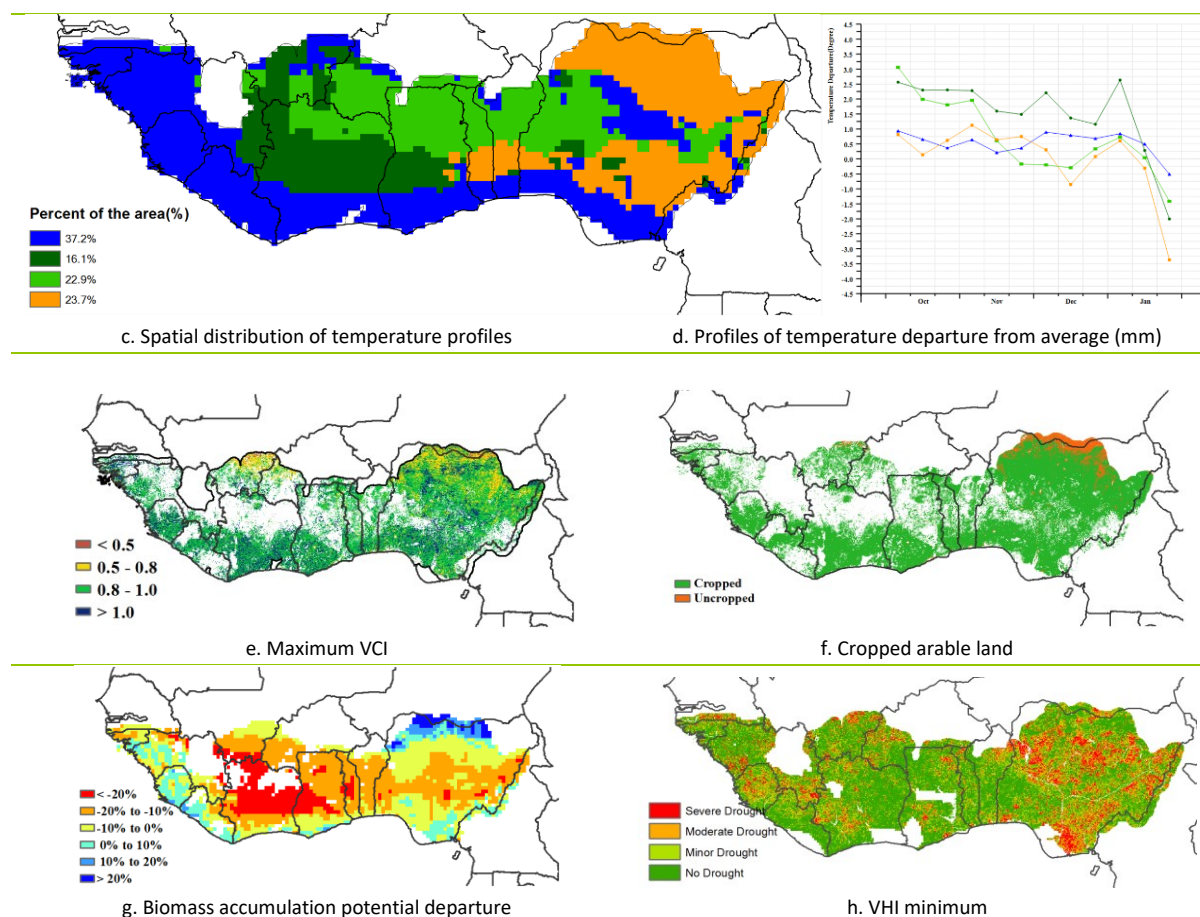 Percent of the area(%)
37.2%
16.1%
22.9%
23.7%
Temperature Departure(Degree)
4.5
4.0
3.5
3.0
2.5
2.0
1.5
1.0
0.5
0.0
-0.5
-1.0
-1.5
-2.0
-2.5
-3.0
-3.5
-4.0
-4.5
Oct Nov Dec Jan
c. Spatial distribution of temperature profiles
d. Profiles of temperature departure from average (mm)
< 0.5
0.5 - 0.8
0.8 - 1.0
> 1.0
Cropped
Uncropped
e. Maximum VCI
f. Cropped arable land
< -20%
-20% to -10%
-10% to 0%
0% to 10%
10% to 20%
> 20%
Severe Drought
Moderate Drought
Minor Drought
No Drought
g. Biomass accumulation potential departure
h. VHI minimum